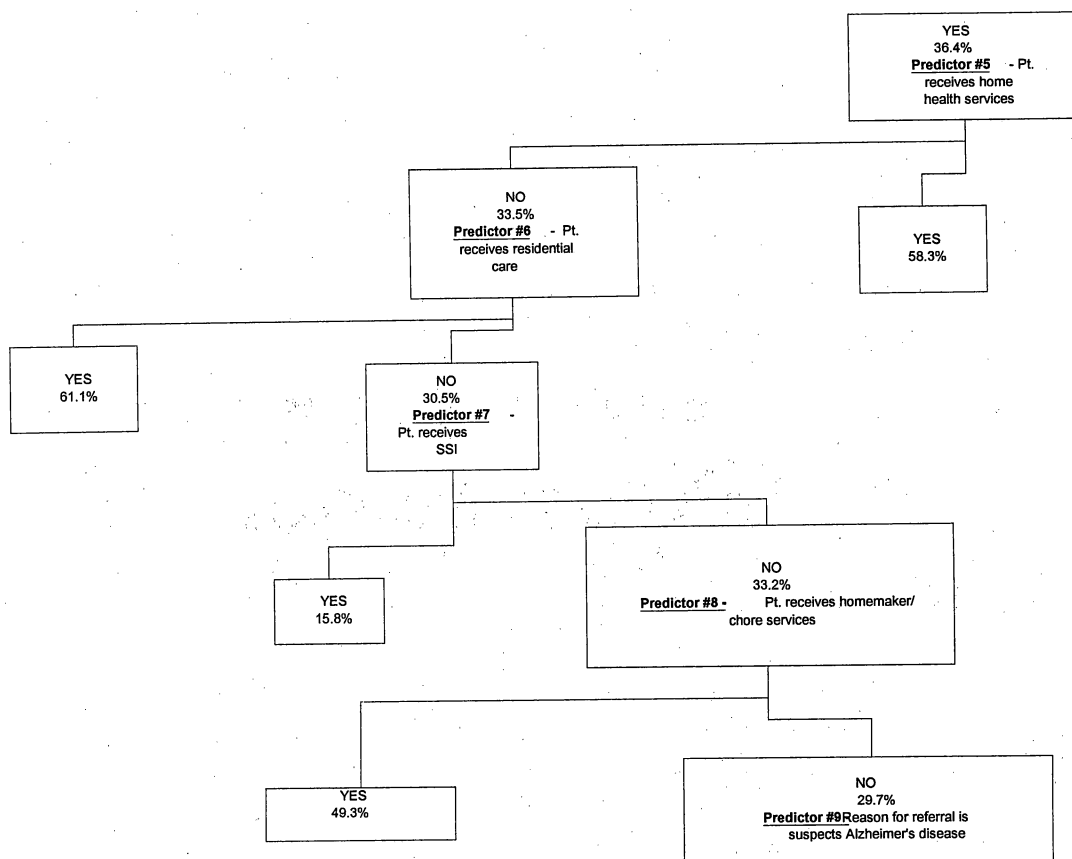 YES
36.4%
Predictor #5 - Pt.
receives home
health services
NO
33.5%
Predictor #6 - Pt.
receives residential
care
YES
58.3%
YES
61.1%
NO
30.5%
Predictor #7 -
Pt. receives
SSI
YES
15.8%
NO
33.2%
Predictor #8 - Pt. receives homemaker/
chore services
YES
49.3%
NO
29.7%
Predictor #9Reason for referral is
suspects Alzheimer's disease